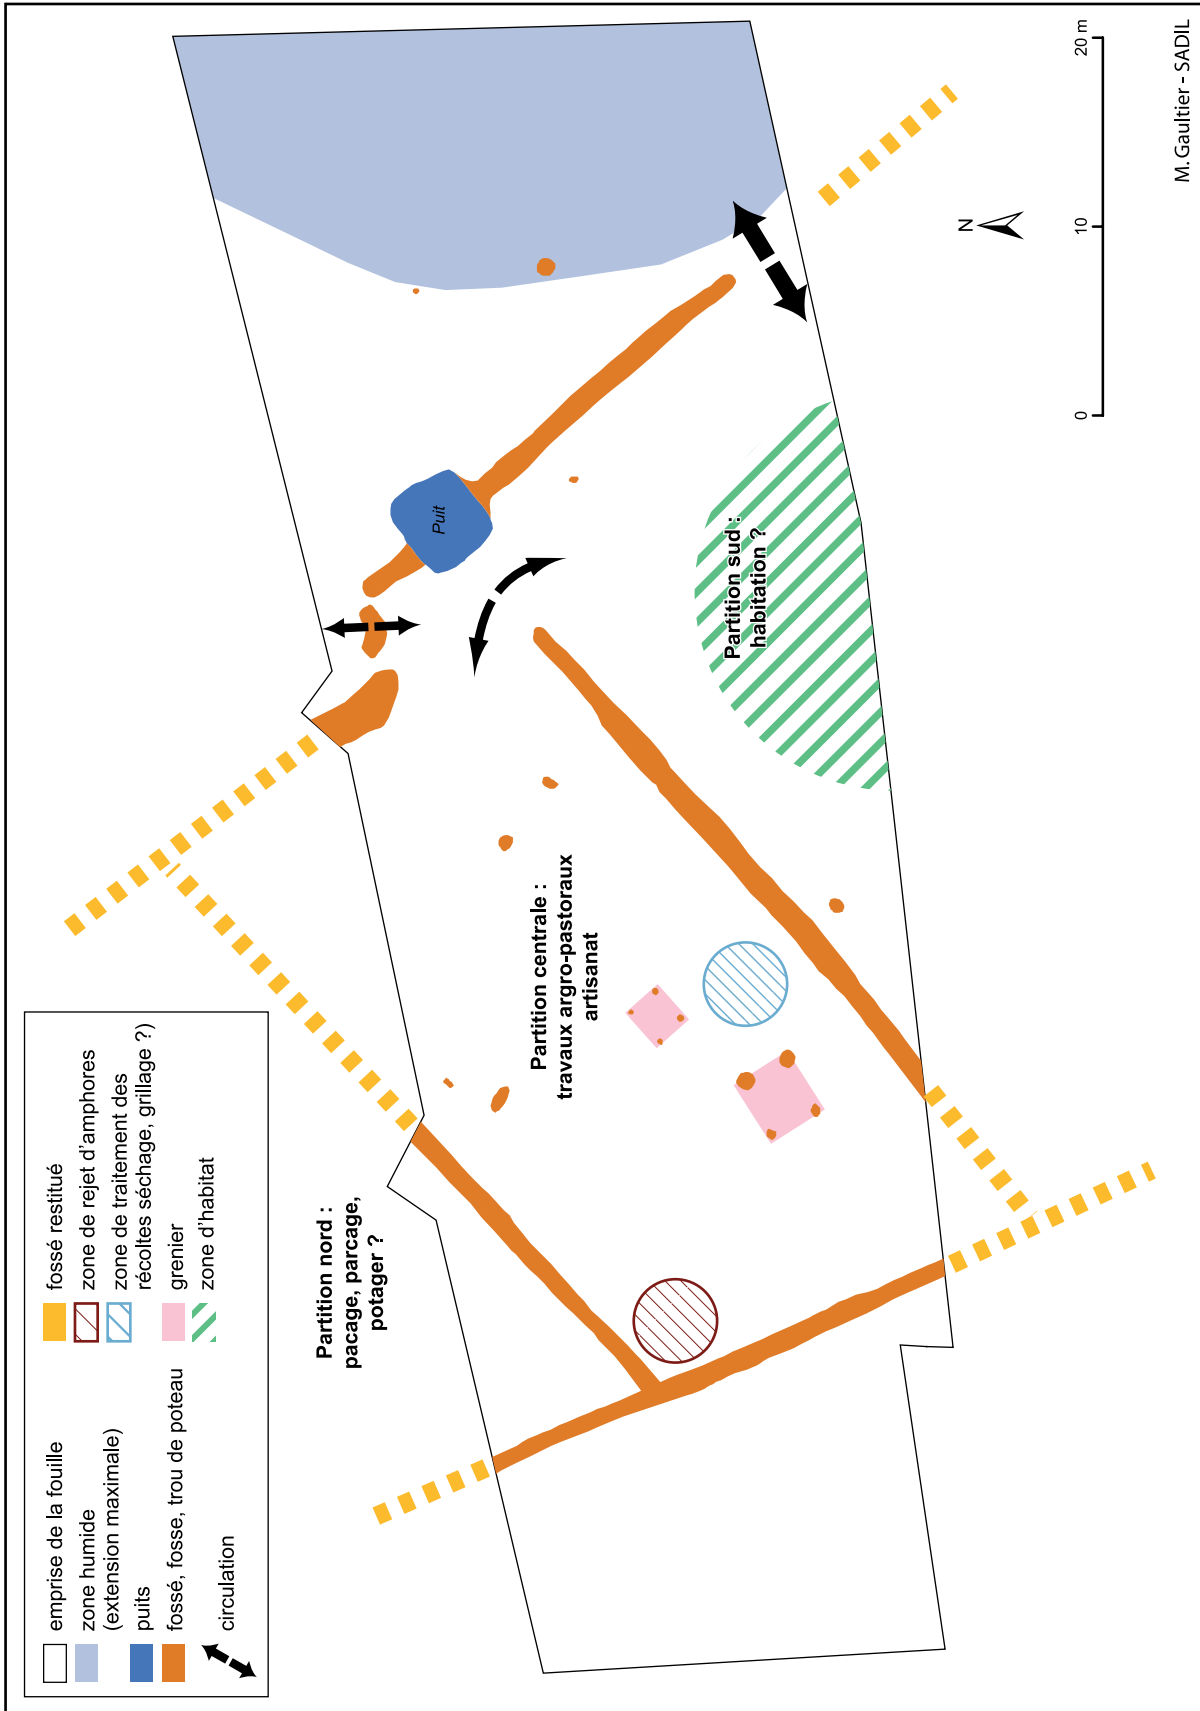 emprise de la fouille
zone humide
(extension maximale)
puits
fossé, fosse, trou de poteau
circulation
fossé restitué
zone de rejet d'amphores
zone de traitement des
récoltes séchage, grillage ?)
grenier
zone d'habitat
Partition nord :
pacage, parcage,
potager ?
Partition centrale :
travaux argro-pastoraux
artisanat
Puit
Partition sud :
habitation ?
N
0
10
20 m
M. Gaultier - SADIL